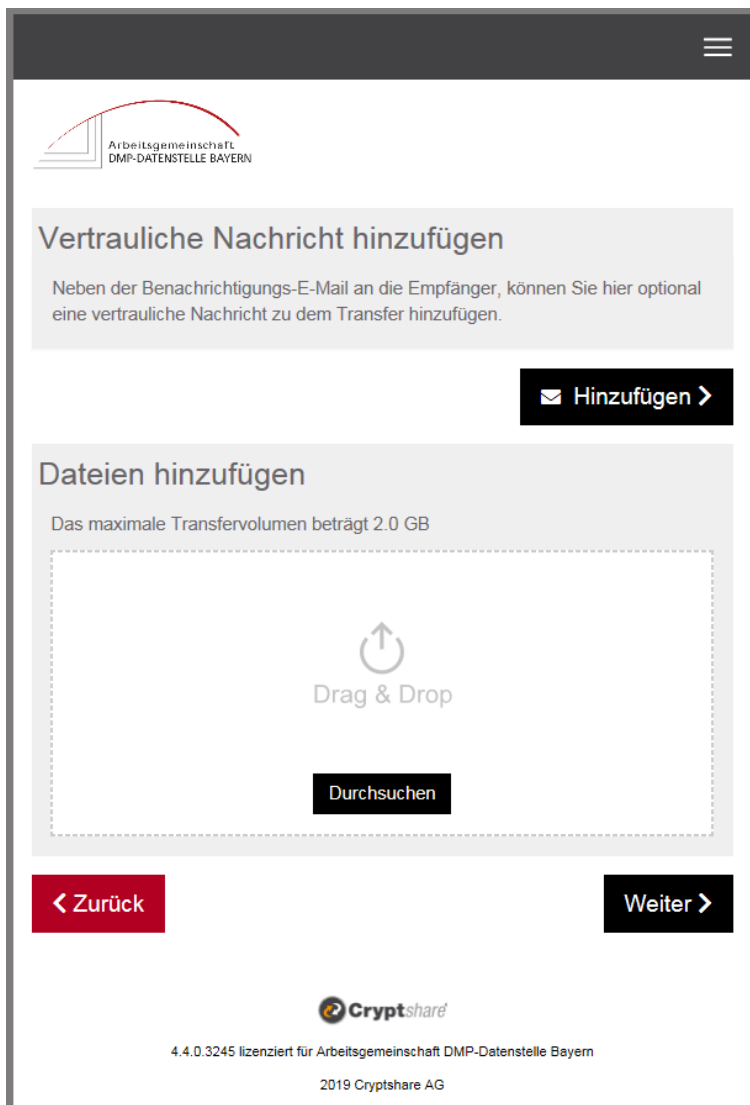 Arbeitsgemeinschaft
DMP-DATENSTELLE BAYERN
Vertrauliche Nachricht hinzufügen
Neben der Benachrichtigungs-E-Mail an die Empfänger, können Sie hier optional
eine vertrauliche Nachricht zu dem Transfer hinzufügen.
Hinzufügen
Dateien hinzufügen
Das maximale Transfervolumen beträgt 2.0 GB
Drag & Drop
Durchsuchen
Zurück
Weiter
Cryptshare
4.4.0.3245 lizenziert für Arbeitsgemeinschaft DMP-Datenstelle Bayern
2019 Cryptshare AG